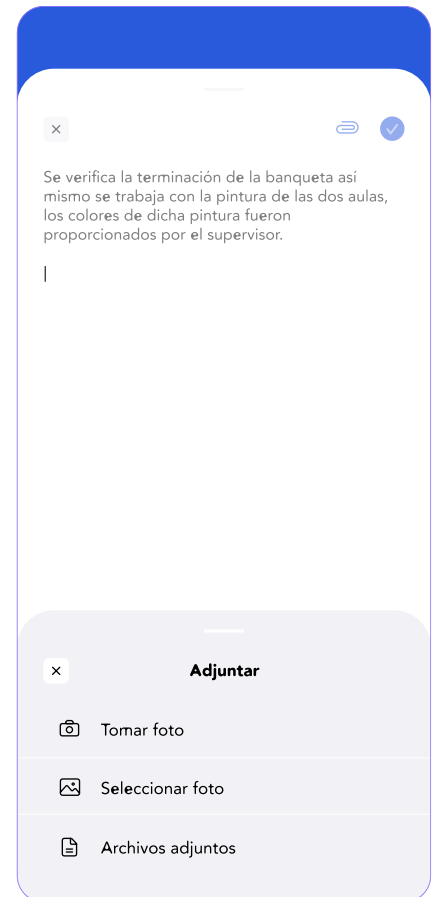 Se verifica la terminación de la banqueta así
mismo se trabaja con la pintura de las dos aulas,
los colores de dicha pintura fueron
proporcionados por el supervisor.
Adjuntar
Tomar foto
Seleccionar foto
Archivos adjuntos